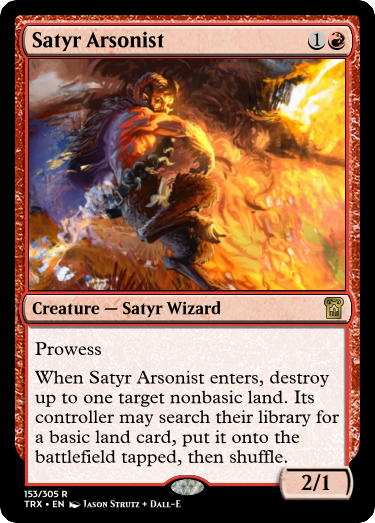 Satyr Arsonist 1
Creature — Satyr Wizard
Prowess
When Satyr Arsonist enters, destroy
up to one target nonbasic land. Its
controller may search their library for
a basic land card, put it onto the
battlefield tapped, then shuffle.
2/1
153/305 R
TRX • EN Jason Strutz + Dall-E